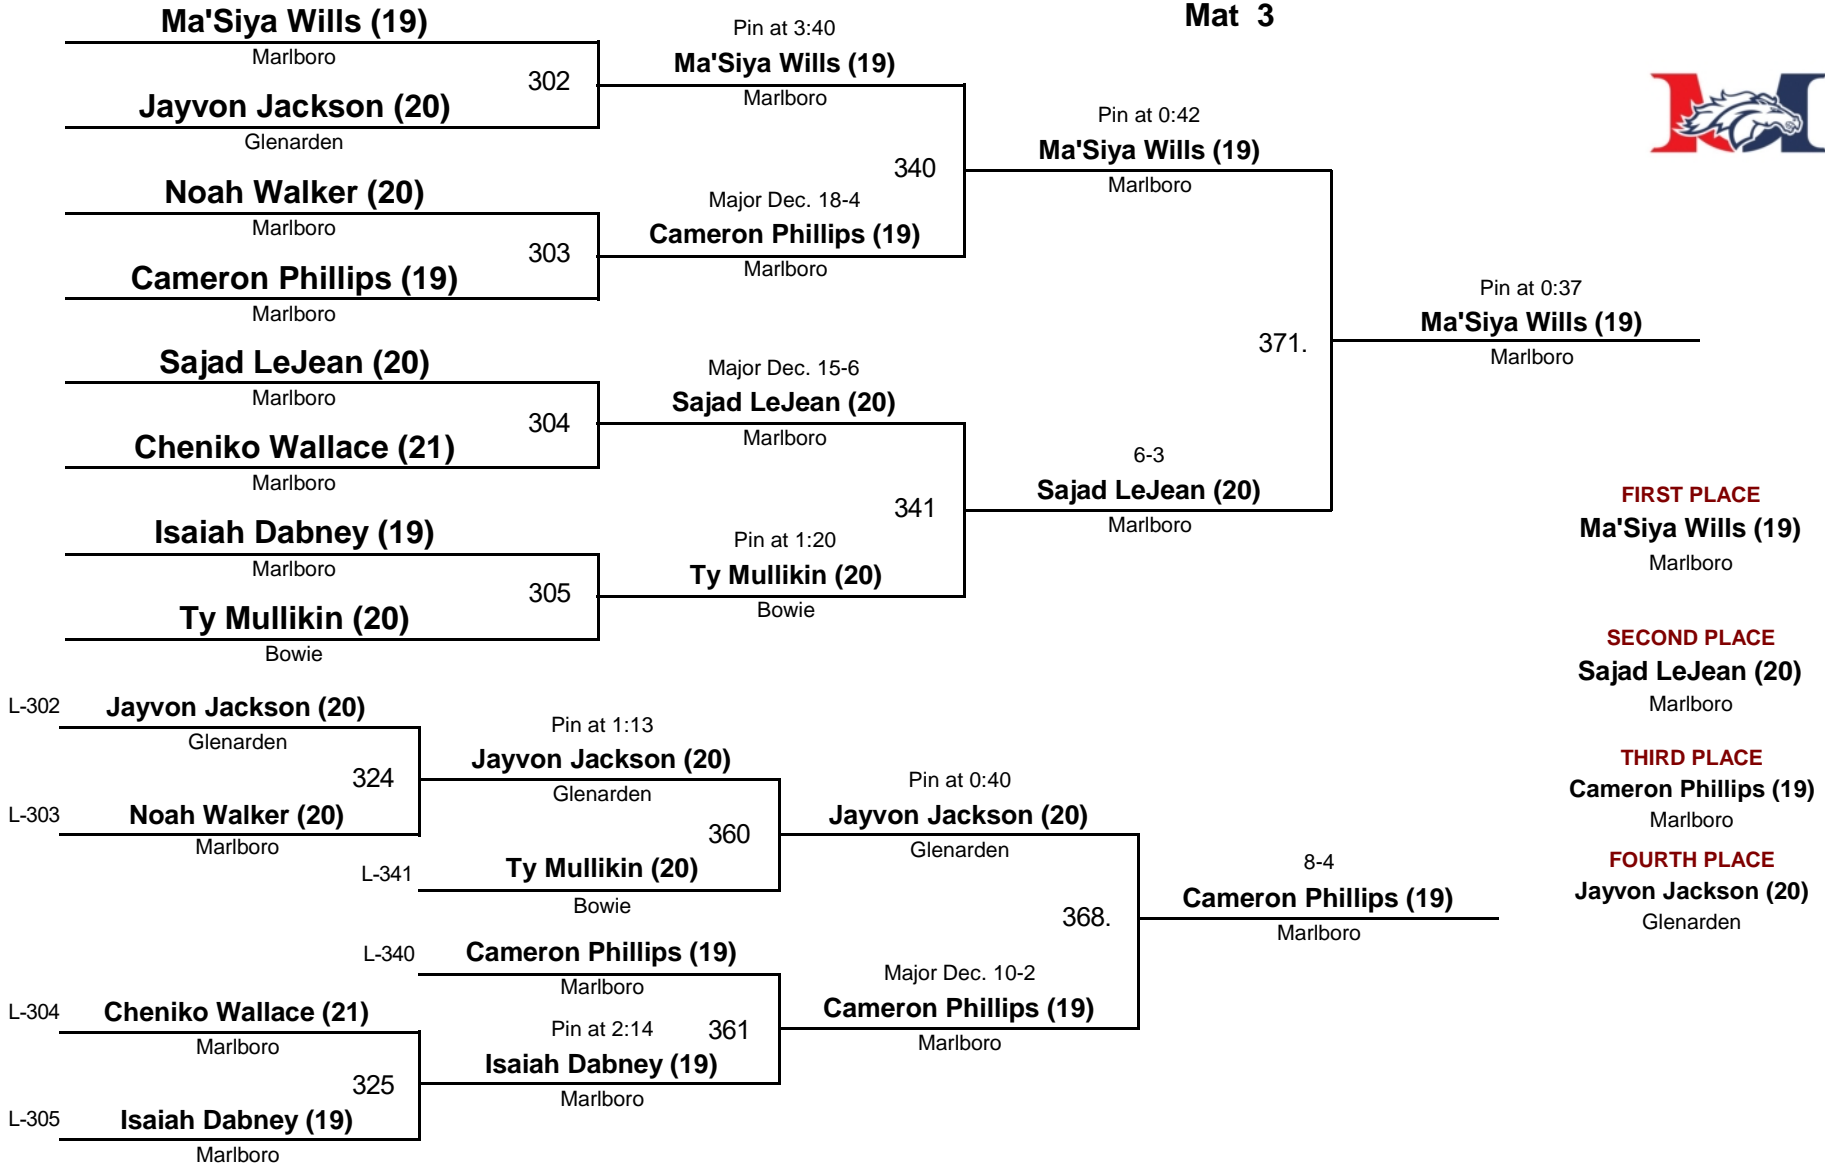 Mat 3
Ma'Siya Wills (19)
Marlboro
302
Jayvon Jackson (20)
Glenarden
Noah Walker (20)
Marlboro
303
Cameron Phillips (19)
Marlboro
Sajad LeJean (20)
Marlboro
304
Cheniko Wallace (21)
Marlboro
Isaiah Dabney (19)
Marlboro
305
Ty Mullikin (20)
Bowie
Pin at 3:40
Ma'Siya Wills (19)
Marlboro
340
Major Dec. 18-4
Cameron Phillips (19)
Marlboro
Major Dec. 15-6
Sajad LeJean (20)
Marlboro
341
Pin at 1:20
Ty Mullikin (20)
Bowie
Pin at 0:42
Ma'Siya Wills (19)
Marlboro
371.
6-3
Sajad LeJean (20)
Marlboro
Pin at 0:37
Ma'Siya Wills (19)
Marlboro
FIRST PLACE
Ma'Siya Wills (19)
Marlboro
SECOND PLACE
Sajad LeJean (20)
Marlboro
THIRD PLACE
Cameron Phillips (19)
Marlboro
FOURTH PLACE
Jayvon Jackson (20)
Glenarden
L-302 Jayvon Jackson (20)
Glenarden
324
L-303 Noah Walker (20)
Marlboro
Pin at 1:13
Jayvon Jackson (20)
Glenarden
360
L-341 Ty Mullikin (20)
Bowie
L-340 Cameron Phillips (19)
Marlboro
361
L-304 Cheniko Wallace (21)
Marlboro
325
L-305 Isaiah Dabney (19)
Marlboro
Pin at 2:14
Isaiah Dabney (19)
Marlboro
Pin at 0:40
Jayvon Jackson (20)
Glenarden
368.
Major Dec. 10-2
Cameron Phillips (19)
Marlboro
8-4
Cameron Phillips (19)
Marlboro
M